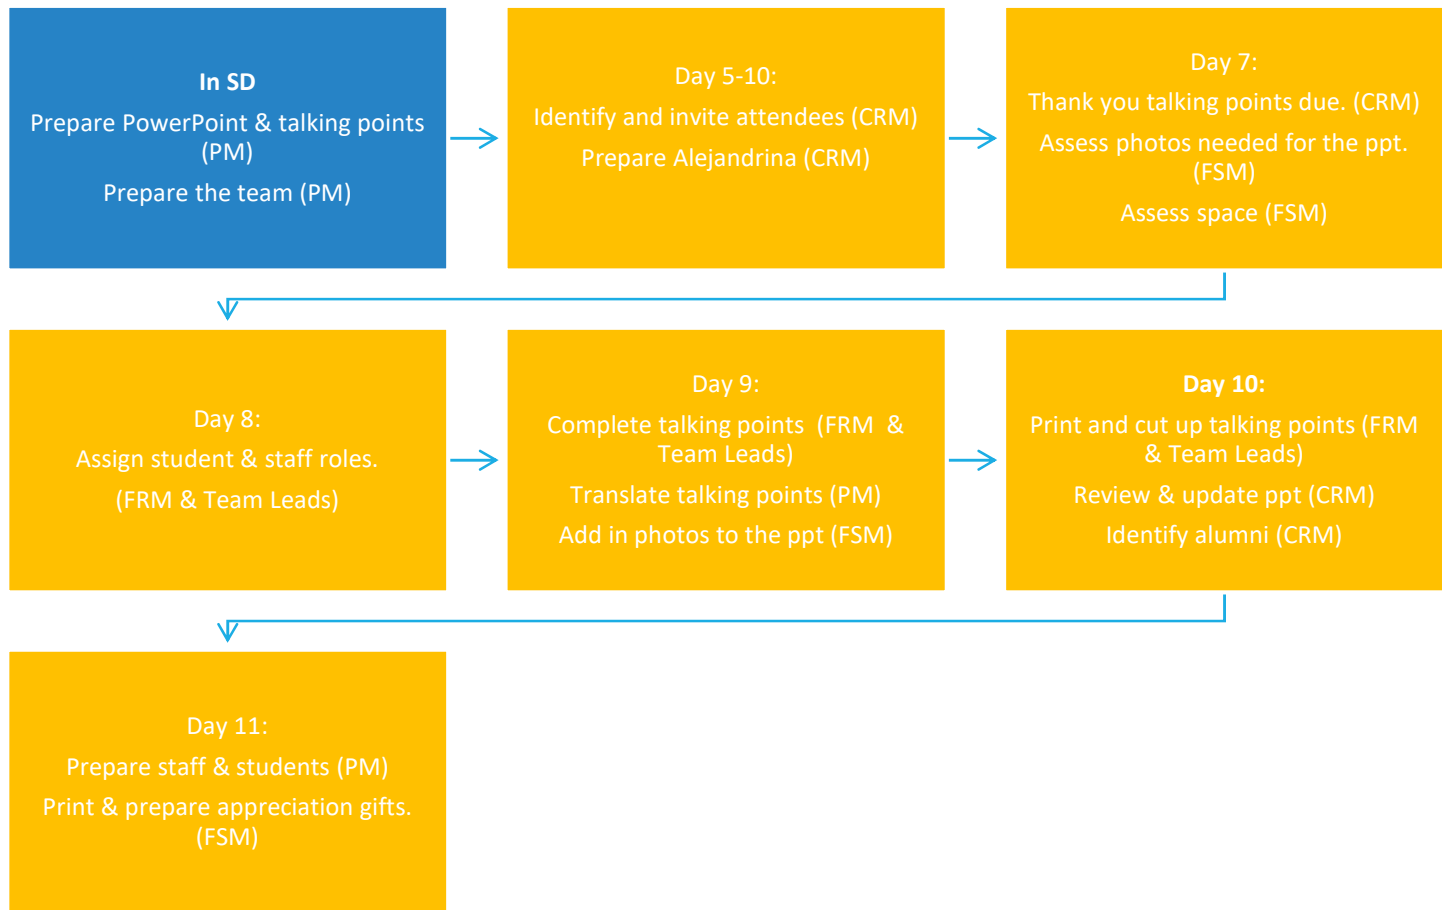 In SD
Prepare PowerPoint & talking points
(PM)
Prepare the team (PM)
Day 5-10:
Identify and invite attendees (CRM)
Prepare Alejandrina (CRM)
Day 7:
Thank you talking points due. (CRM)
Assess photos needed for the ppt.
(FSM)
Assess space (FSM)
Day 8:
Assign student & staff roles.
(FRM & Team Leads)
Day 9:
Complete talking points (FRM &
Team Leads)
Translate talking points (PM)
Add in photos to the ppt (FSM)
Day 10:
Print and cut up talking points (FRM
& Team Leads)
Review & update ppt (CRM)
Identify alumni (CRM)
Day 11:
Prepare staff & students (PM)
Print & prepare appreciation gifts.
(FSM)